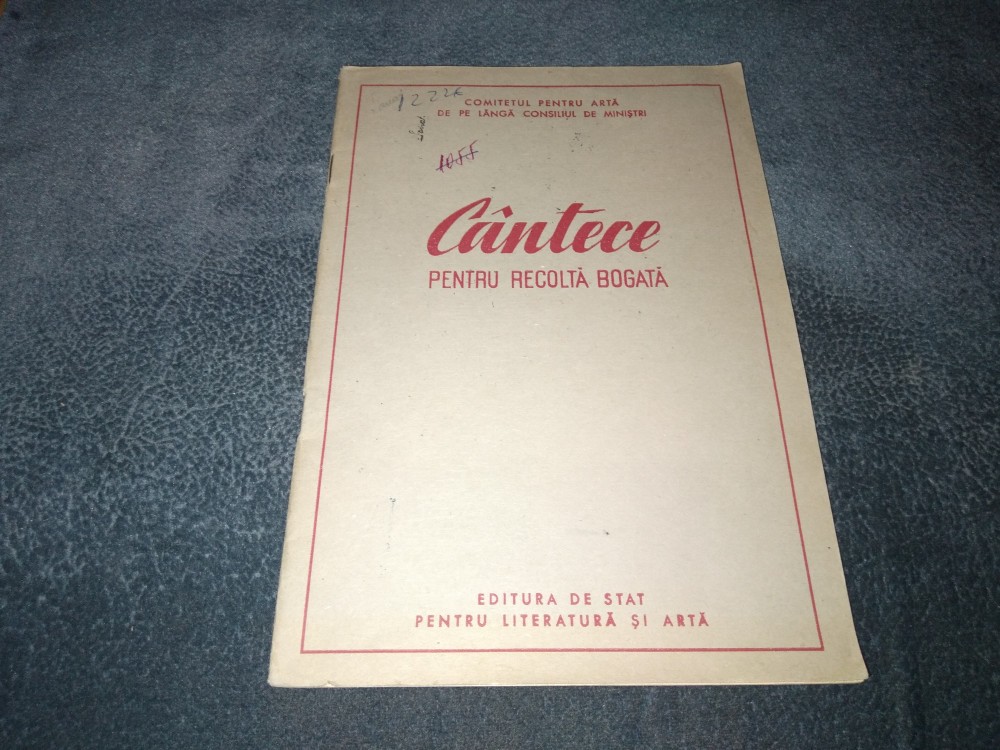 1222
COMITETUL PENTRU ARTĂ
DE PE LÂNGĂ CONSILIUL DE MINIȘTRI
Cântece
PENTRU RECOLTĂ BOGATĂ
EDITURA DE STAT
PENTRU LITERATURĂ ȘI ARTĂ